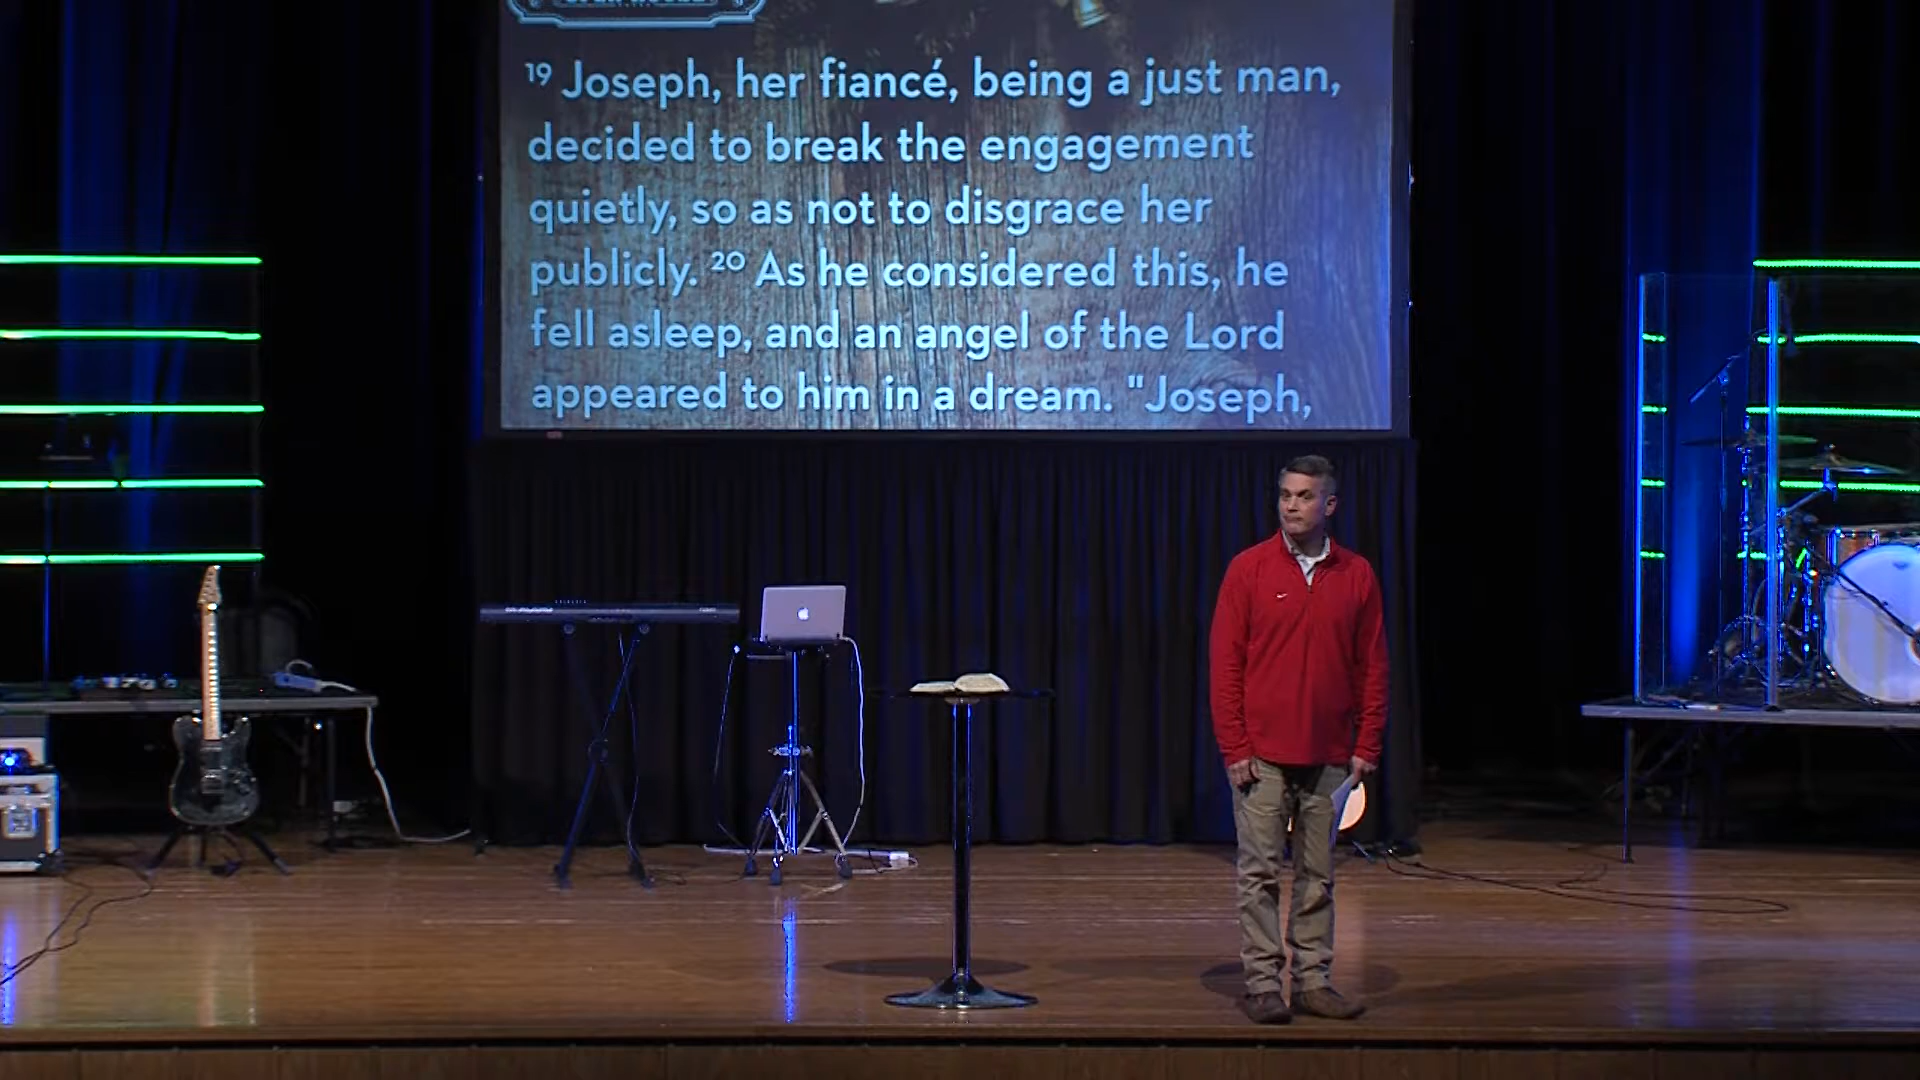 ¹⁹ Joseph, her fiancé, being a just man,
decided to break the engagement
quietly, so as not to disgrace her
publicly. ²⁰ As he considered this, he
fell asleep, and an angel of the Lord
appeared to him in a dream. "Joseph,